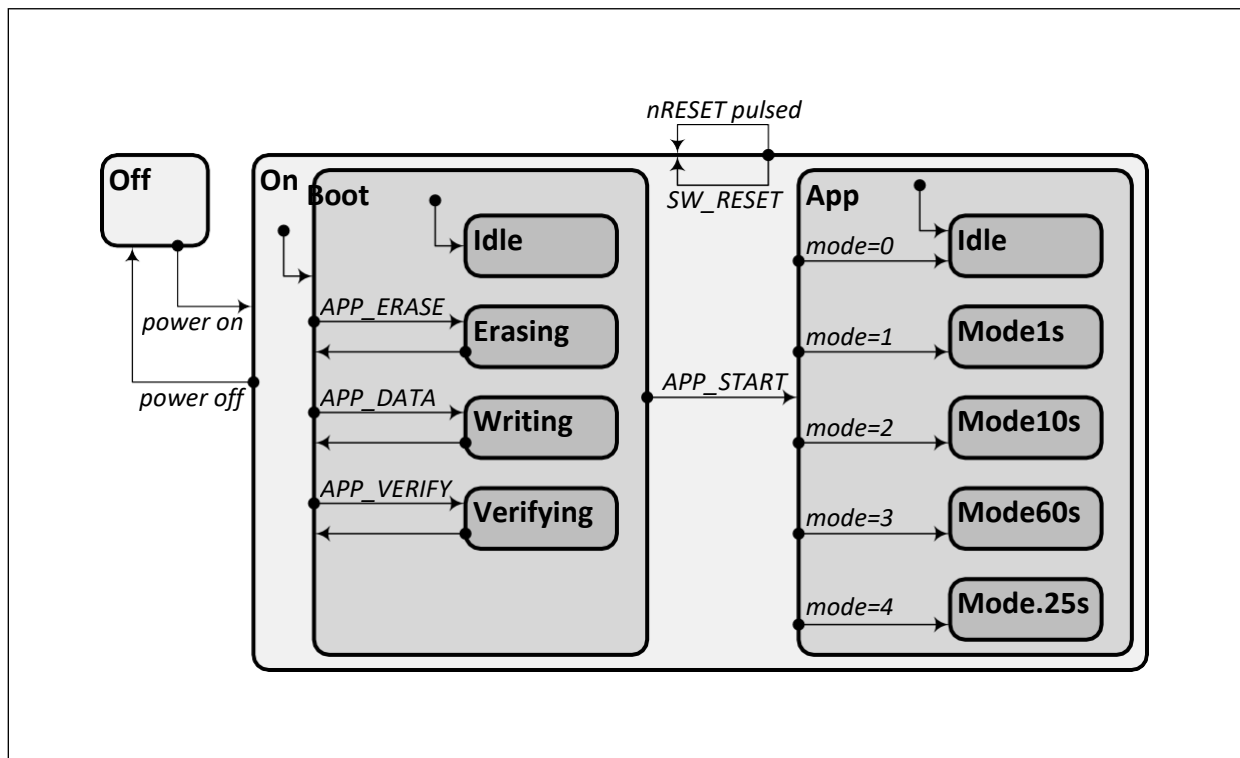 nRESET pulsed
Off
On
Boot
SW_RESET
App
Idle
Idle
mode=0
APP_ERASE
Erasing
mode=1
Mode1s
power on
APP_START
power off
APP_DATA
Writing
mode=2
Mode10s
APP_VERIFY
Verifying
mode=3
Mode60s
mode=4
Mode.25s